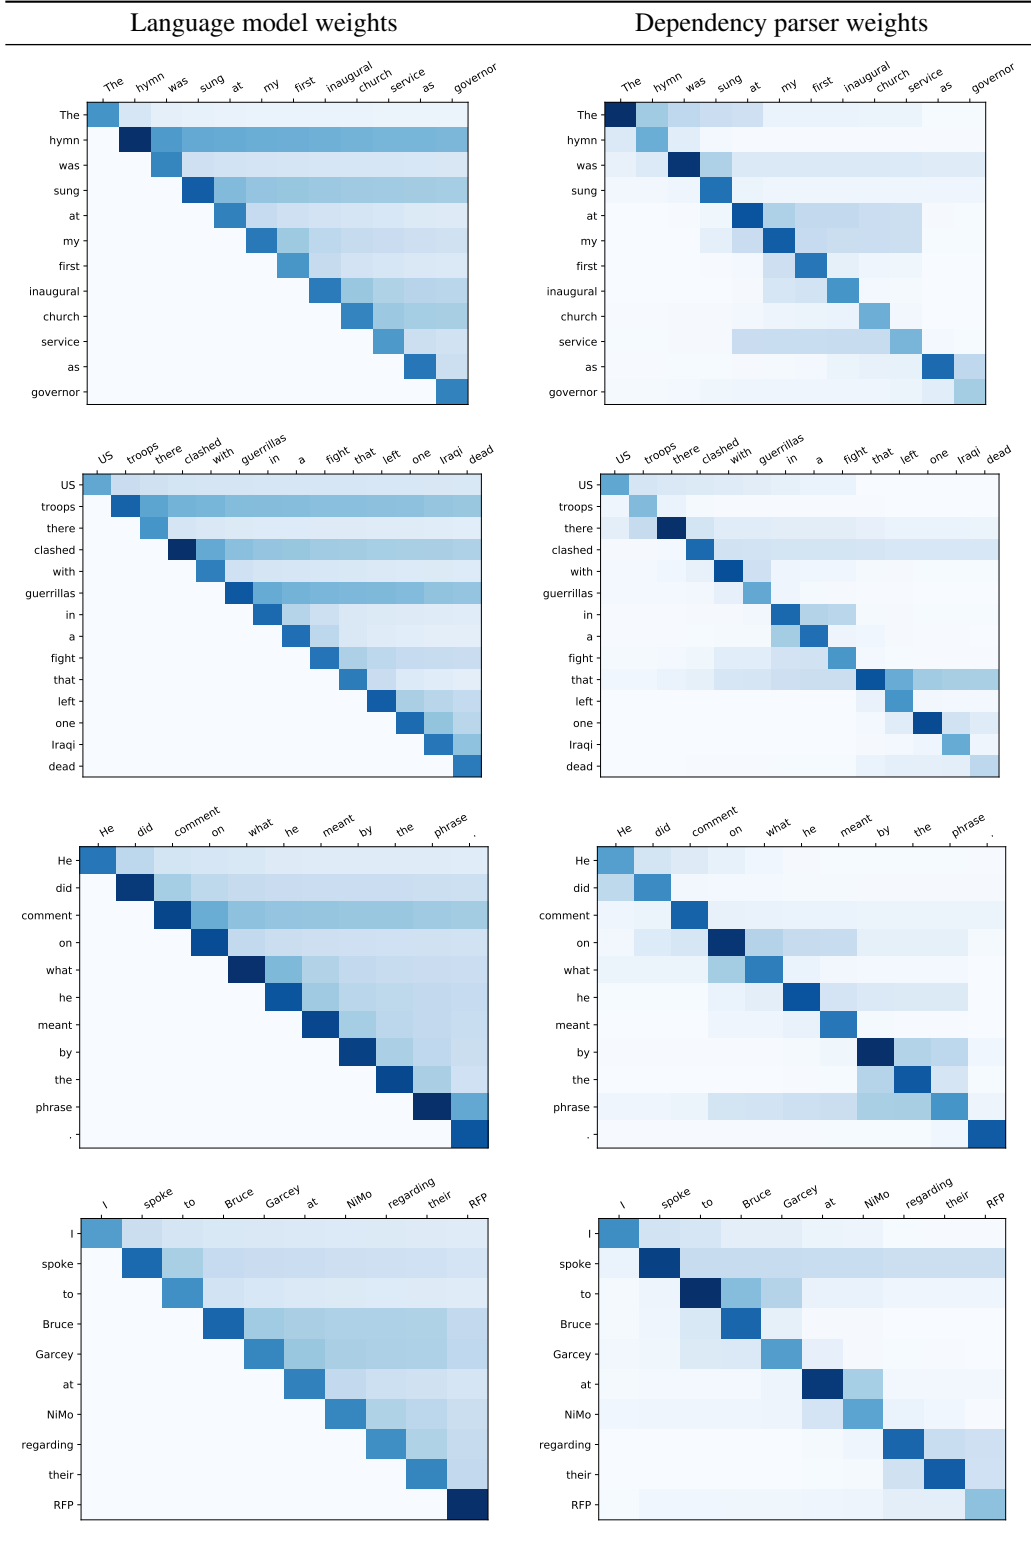 Language model weights Dependency parser weights
The hymn was sung at my first inaugural church service as governor
The
hymn
was
sung
at
my
first
inaugural
church
service
as
governor
The hymn was sung at my first inaugural church service as governor
The
hymn
was
sung
at
my
first
inaugural
church
service
as
governor
US troops there clashed with guerrillas in a fight that left one Iraqi dead
US
troops
there
clashed
with
guerrillas
in
a
fight
that
left
one
Iraqi
dead
US troops there clashed with guerrillas in a fight that left one Iraqi dead
US
troops
there
clashed
with
guerrillas
in
a
fight
that
left
one
Iraqi
dead
He did comment on what he meant by the phrase .
He
did
comment
on
what
he
meant
by
the
phrase
.
He did comment on what he meant by the phrase .
He
did
comment
on
what
he
meant
by
the
phrase
.
I spoke to Bruce Garcey at NiMo regarding their RFP
I
spoke
to
Bruce
Garcey
at
NiMo
regarding
their
RFP
I spoke to Bruce Garcey at NiMo regarding their RFP
I
spoke
to
Bruce
Garcey
at
NiMo
regarding
their
RFP